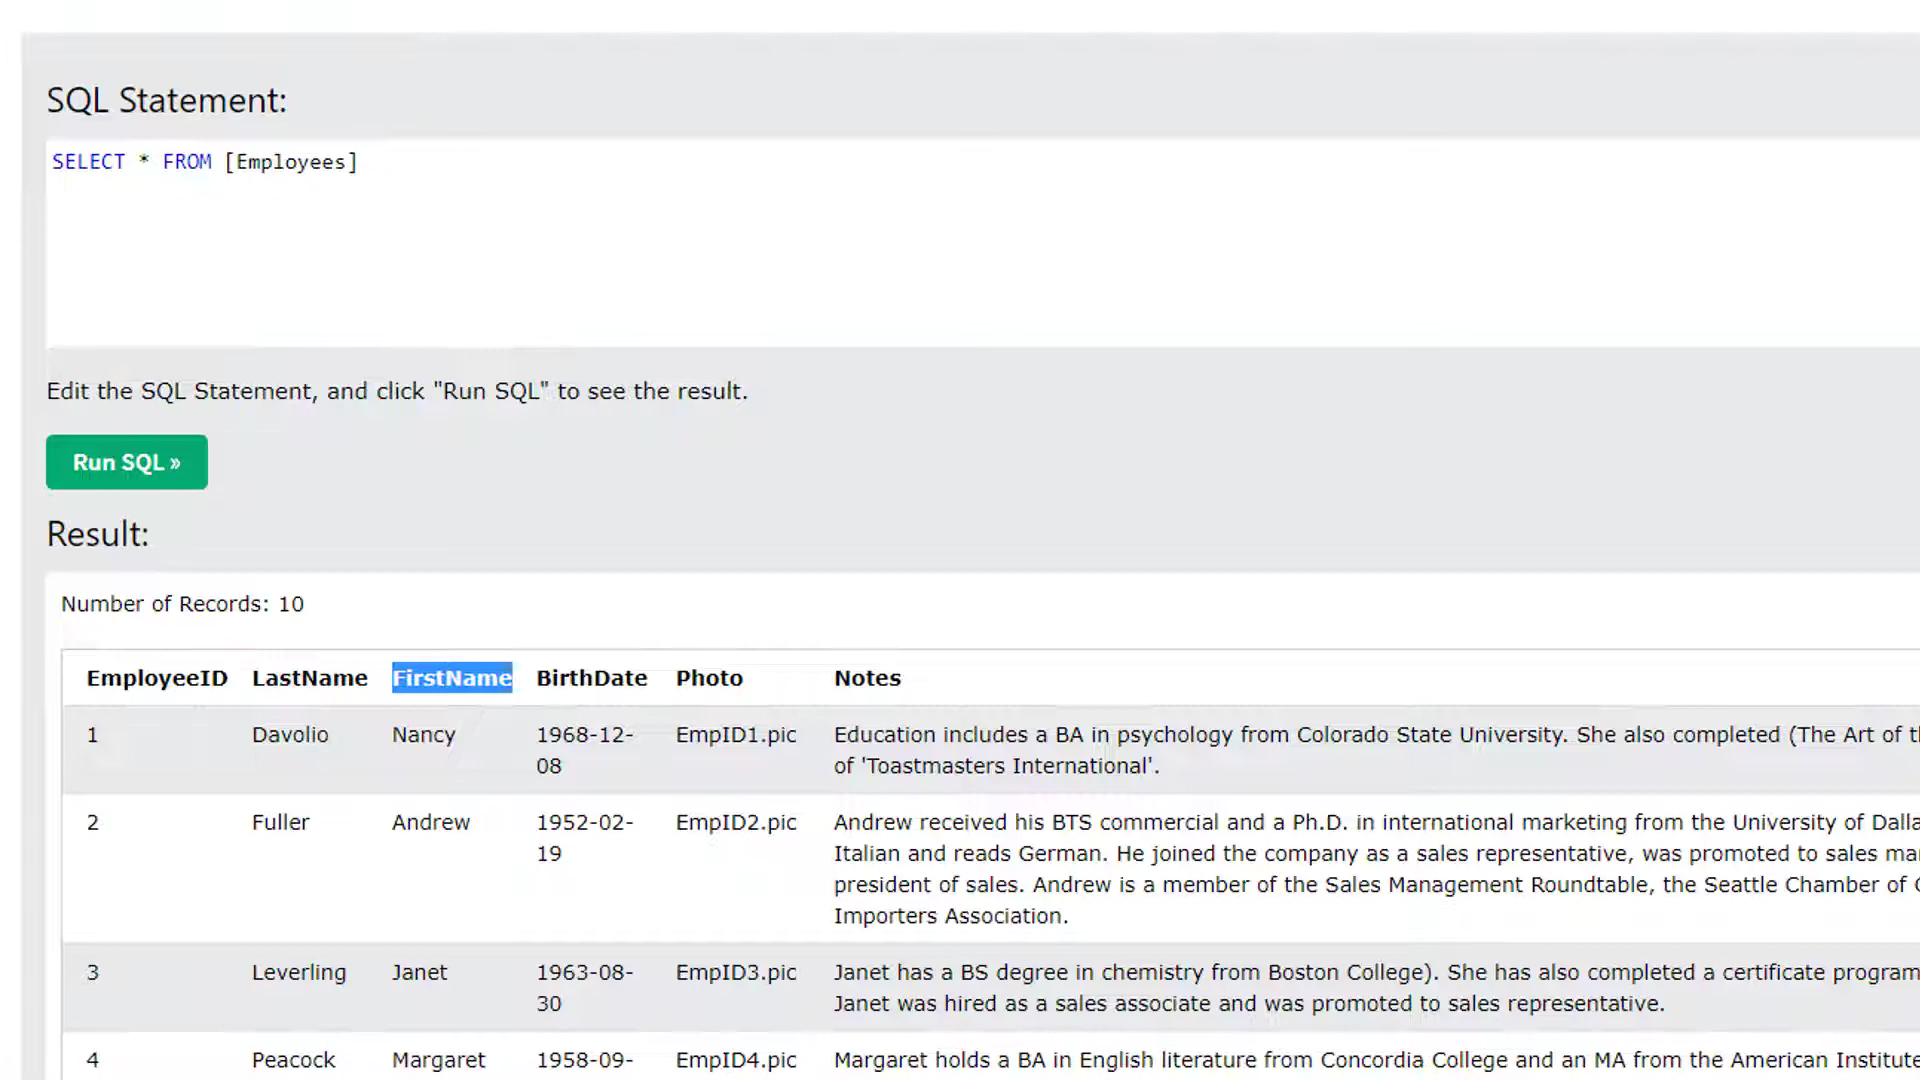 SQL Statement:
SELECT * FROM [Employees]
Edit the SQL Statement, and click "Run SQL" to see the result.
Run SQL »
Result:
Number of Records: 10
EmployeeID LastName FirstName BirthDate Photo Notes
1 Davolio Nancy 1968-12- EmpID1.pic Education includes a BA in psychology from Colorado State University. She also completed (The Art of
08 of 'Toastmasters International'.
2 Fuller Andrew 1952-02- EmpID2.pic Andrew received his BTS commercial and a Ph.D. in international marketing from the University of
19 Italian and reads German. He joined the company as a sales representative, was promoted to sales
president of sales. Andrew is a member of the Sales Management Roundtable, the Seattle Chamber of
Importers Association.
3 Leverling Janet 1963-08- EmpID3.pic Janet has a BS degree in chemistry from Boston College). She has also completed a certificate program
30 Janet was hired as a sales associate and was promoted to sales representative.
4 Peacock Margaret 1958-09- EmpID4.pic Margaret holds a BA in English literature from Concordia College and an MA from the American Institute